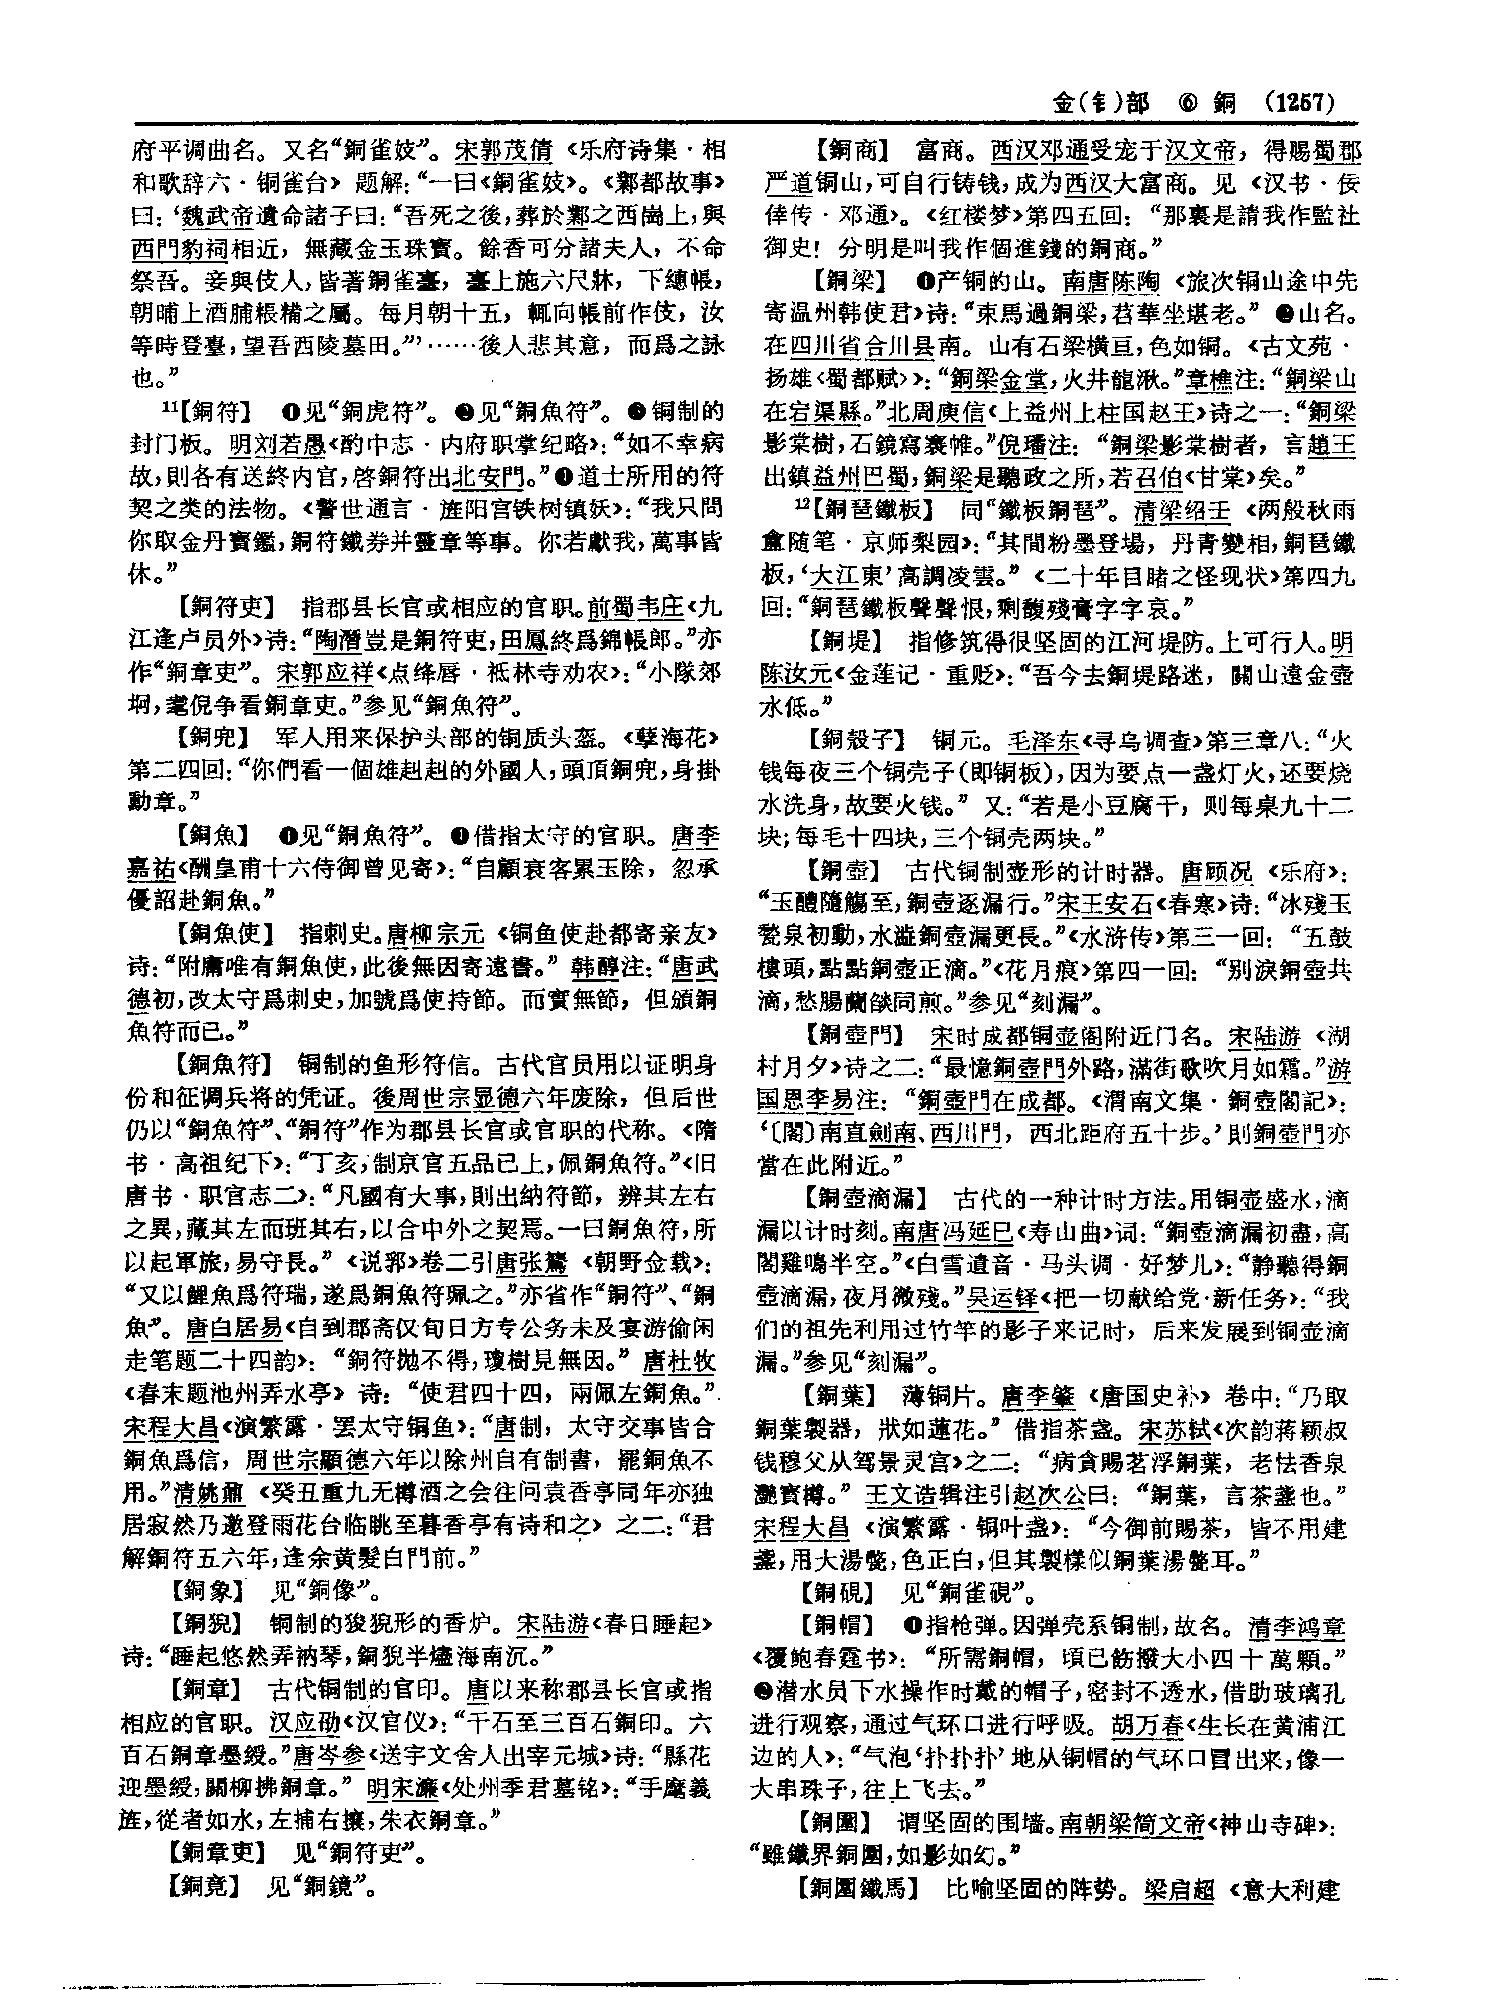 金(钅)部 ⑥ 銅 (1257)
府平调曲名。又名“銅雀妓”。宋郭茂倩《乐府诗集·相
和歌辞六·铜雀台》题解：“一曰《銅雀妓》。《鄴都故事》
曰：‘魏武帝遺命諸子曰：“吾死之後，葬於鄴之西崗上，與
西門豹祠相近，無藏金玉珠寶。餘香可分諸夫人，不命
祭吾。妾與伎人，皆著銅雀臺，臺上施六尺牀，下繐帳，
朝晡上酒脯粻糒之屬。每月朝十五，輒向帳前作伎，汝
等時登臺，望吾西陵墓田。”’……後人悲其意，而爲之詠
也。”
11【銅符】 ❶见“銅虎符”。❷见“銅魚符”。❸铜制的
封门板。明刘若愚《酌中志·内府职掌纪略》：“如不幸病
故，則各有送終内官，啓銅符出北安門。”❹道士所用的符
契之类的法物。《警世通言·旌阳宫铁树镇妖》：“我只問
你取金丹寶鑑，銅符鐵券并靈章等事。你若獻我，萬事皆
休。”
【銅符吏】 指郡县长官或相应的官职。前蜀韦庄《九
江逢卢员外》诗：“陶潛豈是銅符吏，田鳳終爲錦帳郎。”亦
作“銅章吏”。宋郭应祥《点绛唇·祗林寺劝农》：“小隊郊
坰，耄倪争看銅章吏。”参见“銅魚符”。
【銅兜】 军人用来保护头部的铜质头盔。《孽海花》
第二四回：“你們看一個雄赳赳的外國人，頭頂銅兜，身掛
勳章。”
【銅魚】 ❶见“銅魚符”。❷借指太守的官职。唐李
嘉祐《酬皇甫十六侍御曾见寄》：“自顧衰容累玉除，忽承
優詔赴銅魚。”
【銅魚使】 指刺史。唐柳宗元《铜鱼使赴都寄亲友》
诗：“附庸唯有銅魚使，此後無因寄遠書。”韩醇注：“唐武
德初，改太守爲刺史，加號爲使持節。而實無節，但頒銅
魚符而已。”
【銅魚符】 铜制的鱼形符信。古代官员用以证明身
份和征调兵将的凭证。後周世宗显德六年废除，但后世
仍以“銅魚符”、“銅符”作为郡县长官或官职的代称。《隋
书·高祖纪下》：“丁亥，制京官五品已上，佩銅魚符。”《旧
唐书·职官志二》：“凡國有大事，則出納符節，辨其左右
之異，藏其左而班其右，以合中外之契焉。一曰銅魚符，所
以起軍旅，易守長。”《说郛》卷二引唐张鷟《朝野佥载》：
“又以鯉魚爲符瑞，遂爲銅魚符珮之。”亦省作“銅符”、“銅
魚”。唐白居易《自到郡斋仅旬日方专公务未及宴游偷闲
走笔题二十四韵》：“銅符抛不得，瓊樹見無因。”唐杜牧
《春末题池州弄水亭》诗：“使君四十四，兩佩左銅魚。”
宋程大昌《演繁露·罢太守铜鱼》：“唐制，太守交事皆合
銅魚爲信，周世宗顯德六年以除州自有制書，罷銅魚不
用。”清姚鼐《癸丑重九无樽酒之会往问袁香亭同年亦独
居寂然乃邀登雨花台临眺至暮香亭有诗和之》之二：“君
解銅符五六年，逢余黄髮白門前。”
【銅象】 见“銅像”。
【銅猊】 铜制的狻猊形的香炉。宋陆游《春日睡起》
诗：“睡起悠然弄衲琴，銅猊半燼海南沉。”
【銅章】 古代铜制的官印。唐以来称郡县长官或指
相应的官职。汉应劭《汉官仪》：“千石至三百石銅印。六
百石銅章墨綬。”唐岑参《送宇文舍人出宰元城》诗：“縣花
迎墨綬，關柳拂銅章。”明宋濂《处州季君墓铭》：“手麾義
旌，從者如水，左捕右攘，朱衣銅章。”
【銅章吏】 见“銅符吏”。
【銅竟】 见“銅鏡”。
【銅商】 富商。西汉邓通受宠于汉文帝，得赐蜀郡
严道铜山，可自行铸钱，成为西汉大富商。见《汉书·佞
倖传·邓通》。《红楼梦》第四五回：“那裏是請我作監社
御史！分明是叫我作個進錢的銅商。”
【銅梁】 ❶产铜的山。南唐陈陶《旅次铜山途中先
寄温州韩使君》诗：“束馬過銅梁，苕華坐堪老。”❷山名。
在四川省合川县南。山有石梁横亘，色如铜。《古文苑·
扬雄〈蜀都赋〉》：“銅梁金堂，火井龍湫。”章樵注：“銅梁山
在宕渠縣。”北周庾信《上益州上柱国赵王》诗之一：“銅梁
影棠樹，石鏡寫褰帷。”倪璠注：“銅梁影棠樹者，言趙王
出鎮益州巴蜀，銅梁是聽政之所，若召伯《甘棠》矣。”
12【銅琶鐵板】 同“鐵板銅琶”。清梁绍壬《两般秋雨
盦随笔·京师梨园》：“其間粉墨登場，丹青變相，銅琶鐵
板，‘大江東’高調凌雲。”《二十年目睹之怪现状》第四九
回：“銅琶鐵板聲聲恨，剩馥殘膏字字哀。”
【銅堤】 指修筑得很坚固的江河堤防。上可行人。明
陈汝元《金莲记·重贬》：“吾今去銅堤路迷，關山遠金壺
水低。”
【銅殼子】 铜元。毛泽东《寻乌调查》第三章八：“火
钱每夜三个铜壳子(即铜板)，因为要点一盏灯火，还要烧
水洗身，故要火钱。”又：“若是小豆腐干，则每桌九十二
块；每毛十四块，三个铜壳两块。”
【銅壺】 古代铜制壶形的计时器。唐顾况《乐府》：
“玉醴隨觴至，銅壺逐漏行。”宋王安石《春寒》诗：“冰殘玉
甃泉初動，水澁銅壺漏更長。”《水浒传》第三一回：“五鼓
樓頭，點點銅壺正滴。”《花月痕》第四一回：“别淚銅壺共
滴，愁腸蘭燄同煎。”参见“刻漏”。
【銅壺門】 宋时成都铜壶阁附近门名。宋陆游《湖
村月夕》诗之二：“最憶銅壺門外路，滿街歌吹月如霜。”游
国恩李易注：“銅壺門在成都。《渭南文集·銅壺閣記》：
‘〔閣〕南直劍南、西川門，西北距府五十步。’則銅壺門亦
當在此附近。”
【銅壺滴漏】 古代的一种计时方法。用铜壶盛水，滴
漏以计时刻。南唐冯延巳《寿山曲》词：“銅壺滴漏初盡，高
閣雞鳴半空。”《白雪遗音·马头调·好梦儿》：“静聽得銅
壺滴漏，夜月微殘。”吴运铎《把一切献给党·新任务》：“我
们的祖先利用过竹竿的影子来记时，后来发展到铜壶滴
漏。”参见“刻漏”。
【銅葉】 薄铜片。唐李肇《唐国史补》卷中：“乃取
銅葉製器，狀如蓮花。”借指茶盏。宋苏轼《次韵蒋颖叔
钱穆父从驾景灵宫》之二：“病貪賜茗浮銅葉，老怯香泉
灩寶樽。”王文诰辑注引赵次公曰：“銅葉，言茶盞也。”
宋程大昌《演繁露·铜叶盏》：“今御前賜茶，皆不用建
盞，用大湯㼝，色正白，但其製樣似銅葉湯㼝耳。”
【銅硯】 见“銅雀硯”。
【銅帽】 ❶指枪弹。因弹壳系铜制，故名。清李鸿章
《覆鲍春霆书》：“所需銅帽，頃已飭撥大小四十萬顆。”
❷潜水员下水操作时戴的帽子，密封不透水，借助玻璃孔
进行观察，通过气环口进行呼吸。胡万春《生长在黄浦江
边的人》：“气泡‘扑扑扑’地从铜帽的气环口冒出来，像一
大串珠子，往上飞去。”
【銅圍】 谓坚固的围墙。南朝梁简文帝《神山寺碑》：
“雖鐵界銅圍，如影如幻。”
【銅圍鐵馬】 比喻坚固的阵势。梁启超《意大利建